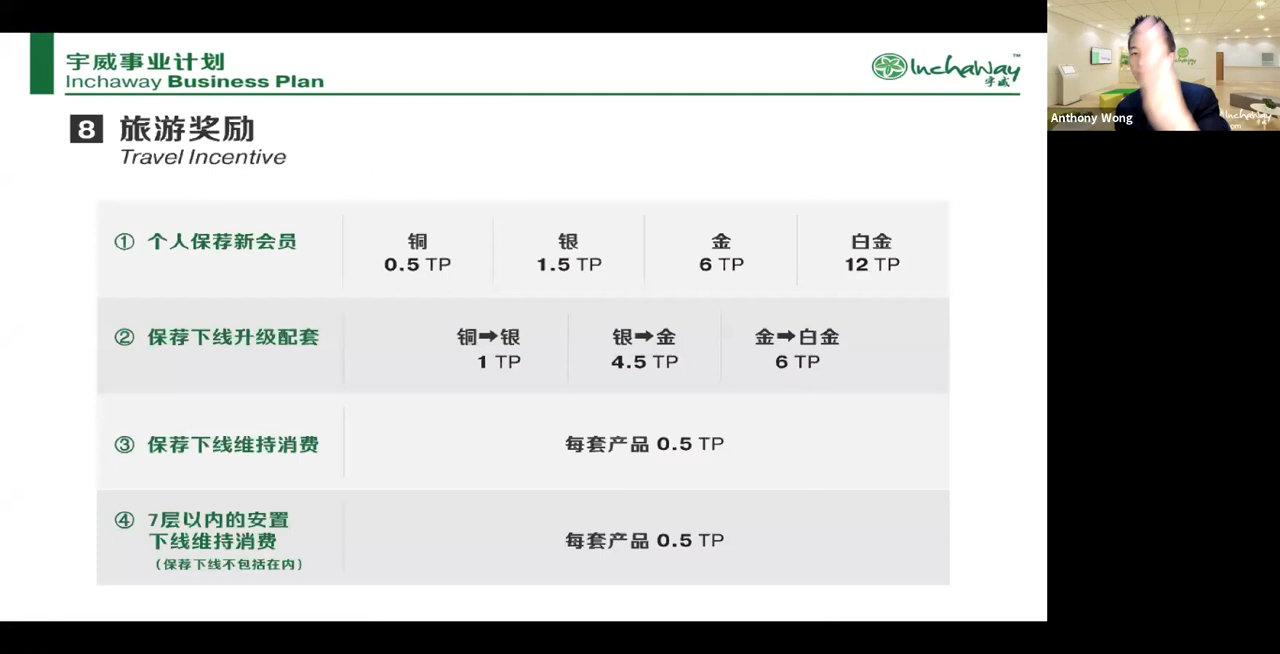 宇威事业计划
Inchaway Business Plan
Inchaway™
宇威
8 旅游奖励
Travel Incentive
① 个人保荐新会员
铜
0.5 TP
银
1.5 TP
金
6 TP
白金
12 TP
② 保荐下线升级配套
铜➡银
1 TP
银➡金
4.5 TP
金➡白金
6 TP
③ 保荐下线维持消费
每套产品 0.5 TP
④ 7层以内的安置
下线维持消费
（保荐下线不包括在内）
每套产品 0.5 TP
Anthony Wong
Inchaway